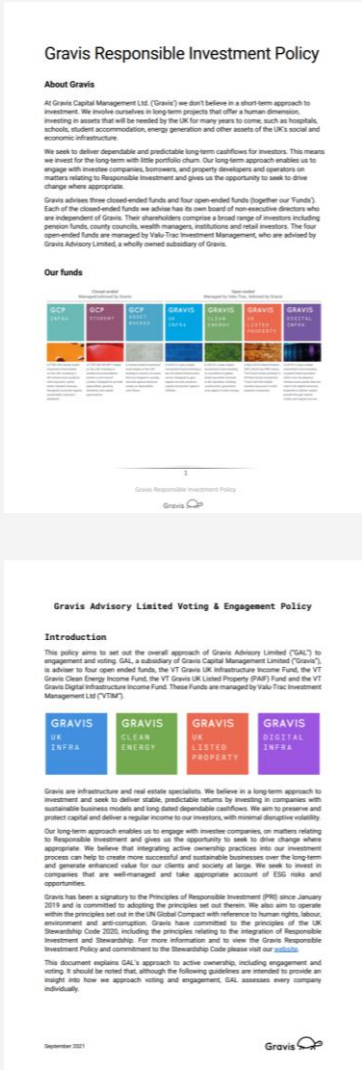 Gravis Responsible Investment Policy
About Gravis
At Gravis Capital Management Ltd. ('Gravis') we don't believe in a short-term approach to
investment. We involve ourselves in long-term projects that offer a human dimension,
investing in assets that will be needed by the UK for many years to come, such as hospitals,
schools, student accommodation, energy generation and other assets of the UK's social and
economic infrastructure.
We seek to deliver dependable and predictable long-term cashflows for investors. This means
we invest for the long-term with little portfolio churn. Our long-term approach enables us to
engage with investee companies, borrowers, and property developers and operators on
matters relating to Responsible Investment and gives us the opportunity to seek to drive
change where appropriate.
Gravis advises three closed-ended funds and four open-ended funds (together our 'Funds').
Each of the closed-ended funds we advise has its own board of non-executive directors who
are independent of Gravis. Their shareholders comprise a broad range of investors including
pension funds, county councils, wealth managers, institutions and retail investors. The four
open-ended funds are managed by Valu-Trac Investment Management, who are advised by
Gravis Advisory Limited, a wholly owned subsidiary of Gravis.
Our funds
Closed-ended Open-ended
Managed/advised by Gravis Managed by Valu-Trac, advised by Gravis
GCP GCP GCP GRAVIS GRAVIS GRAVIS GRAVIS
INFRA STUDENT ASSET BACKED UK INFRA CLEAN ENERGY UK LISTED PROPERTY DIGITAL INFRA
1
Gravis Responsible Investment Policy
Gravis
Gravis Advisory Limited Voting & Engagement Policy
Introduction
This policy aims to set out the overall approach of Gravis Advisory Limited ("GAL") to
engagement and voting. GAL, a subsidiary of Gravis Capital Management Limited ("Gravis"),
is adviser to four open ended funds, the VT Gravis UK Infrastructure Income Fund, the VT
Gravis Clean Energy Income Fund, the VT Gravis UK Listed Property (PAIF) Fund and the VT
Gravis Digital Infrastructure Income Fund. These Funds are managed by Valu-Trac Investment
Management Ltd ("VTIM").
GRAVIS GRAVIS GRAVIS GRAVIS
UK CLEAN UK DIGITAL
INFRA ENERGY LISTED INFRA
PROPERTY
Gravis are infrastructure and real estate specialists. We believe in a long-term approach to
investment and seek to deliver stable, predictable returns by investing in companies with
sustainable business models and long dated dependable cashflows. We aim to preserve and
protect capital and deliver a regular income to our investors, with minimal disruptive volatility.
Our long-term approach enables us to engage with investee companies, on matters relating
to Responsible Investment and gives us the opportunity to seek to drive change where
appropriate. We believe that integrating active ownership practices into our investment
process can help to create more successful and sustainable businesses over the long-term
and generate enhanced value for our clients and society at large. We seek to invest in
companies that are well-managed and take appropriate account of ESG risks and
opportunities.
Gravis has been a signatory to the Principles of Responsible Investment (PRI) since January
2019 and is committed to adopting the principles set out therein. We also aim to operate
within the principles set out in the UN Global Compact with reference to human rights, labour,
environment and anti-corruption. Gravis have committed to the principles of the UK
Stewardship Code 2020, including the principles relating to the integration of Responsible
Investment and Stewardship. For more information and to view the Gravis Responsible
Investment Policy and commitment to the Stewardship Code please visit our website.
This document explains GAL's approach to active ownership, including engagement and
voting. It should be noted that, although the following guidelines are intended to provide an
insight into how we approach voting and engagement, GAL assesses every company
individually.
September 2021
Gravis